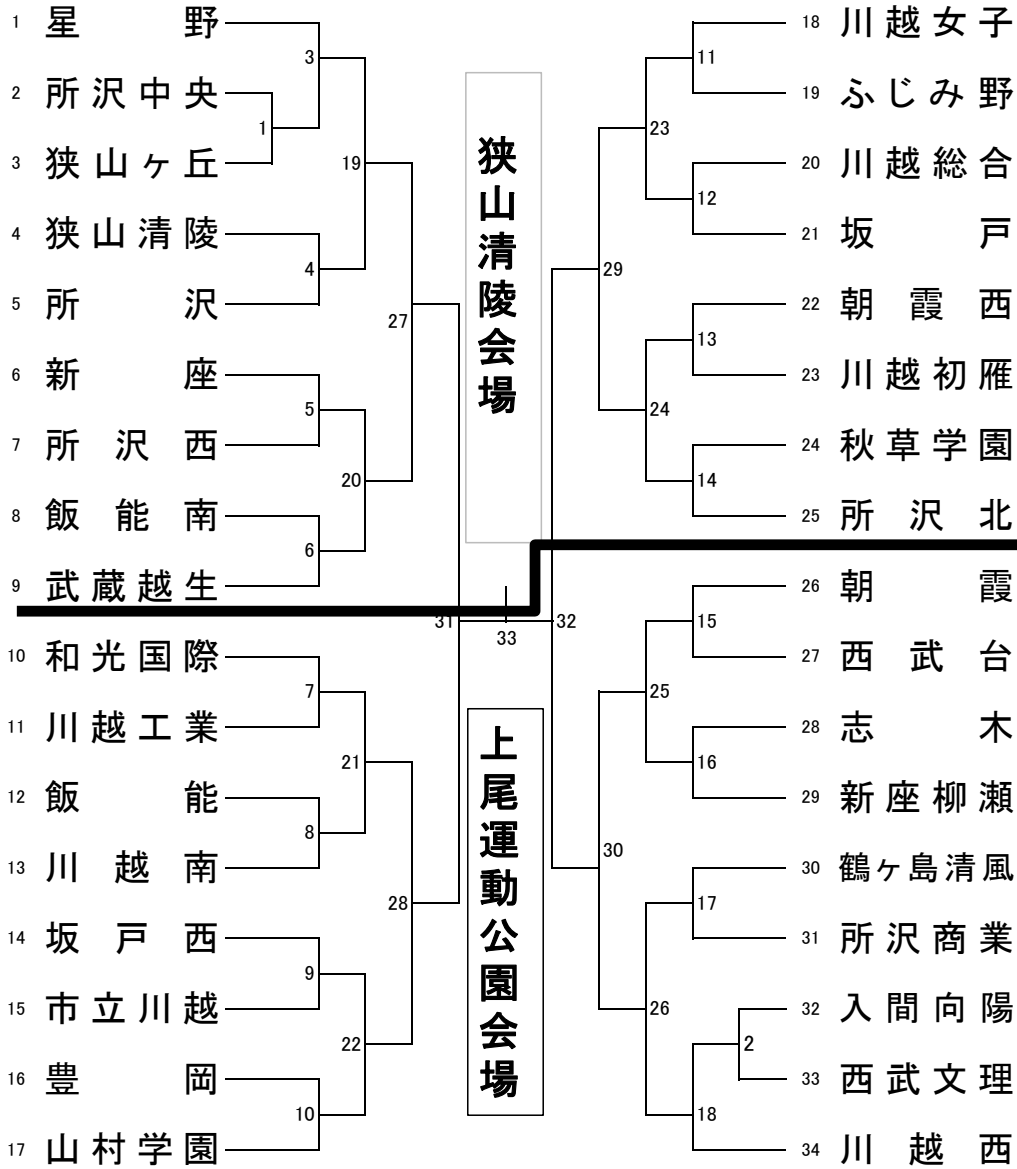 1 星野
2 所沢中央
3 狭山ヶ丘
4 狭山清陵
5 所沢
6 新座
7 所沢西
8 飯能南
9 武蔵越生
10 和光国際
11 川越工業
12 飯能
13 川越南
14 坂戸西
15 市立川越
16 豊岡
17 山村学園
3
1
19
4
27
5
20
6
31
7
21
8
28
9
22
10
狭山清陵会場
33
上尾運動公園会場
11
23
12
29
13
24
14
32
15
25
16
30
17
26
2
18
18 川越女子
19 ふじみ野
20 川越総合
21 坂戸
22 朝霞西
23 川越初雁
24 秋草学園
25 所沢北
26 朝霞
27 西武台
28 志木
29 新座柳瀬
30 鶴ヶ島清風
31 所沢商業
32 入間向陽
33 西武文理
34 川越西